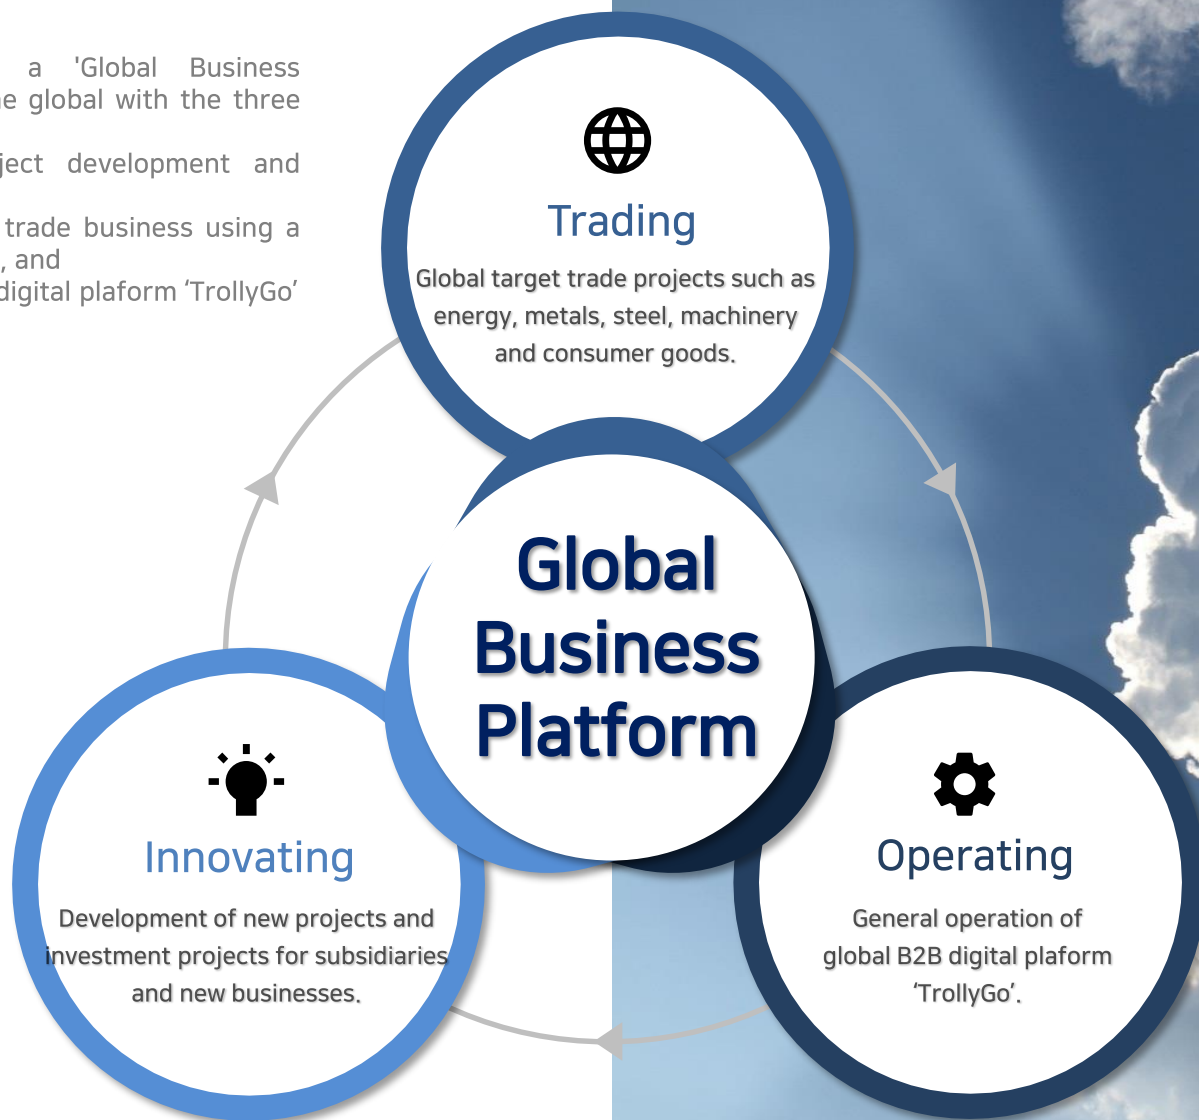 a 'Global Business
global with the three
development and
trade business using a
, and
digital plaform ‘TrollyGo’
Trading
Global target trade projects such as
energy, metals, steel, machinery
and consumer goods.
Global
Business
Platform
Innovating
Development of new projects and
investment projects for subsidiaries
and new businesses.
Operating
General operation of
global B2B digital plaform
‘TrollyGo’.